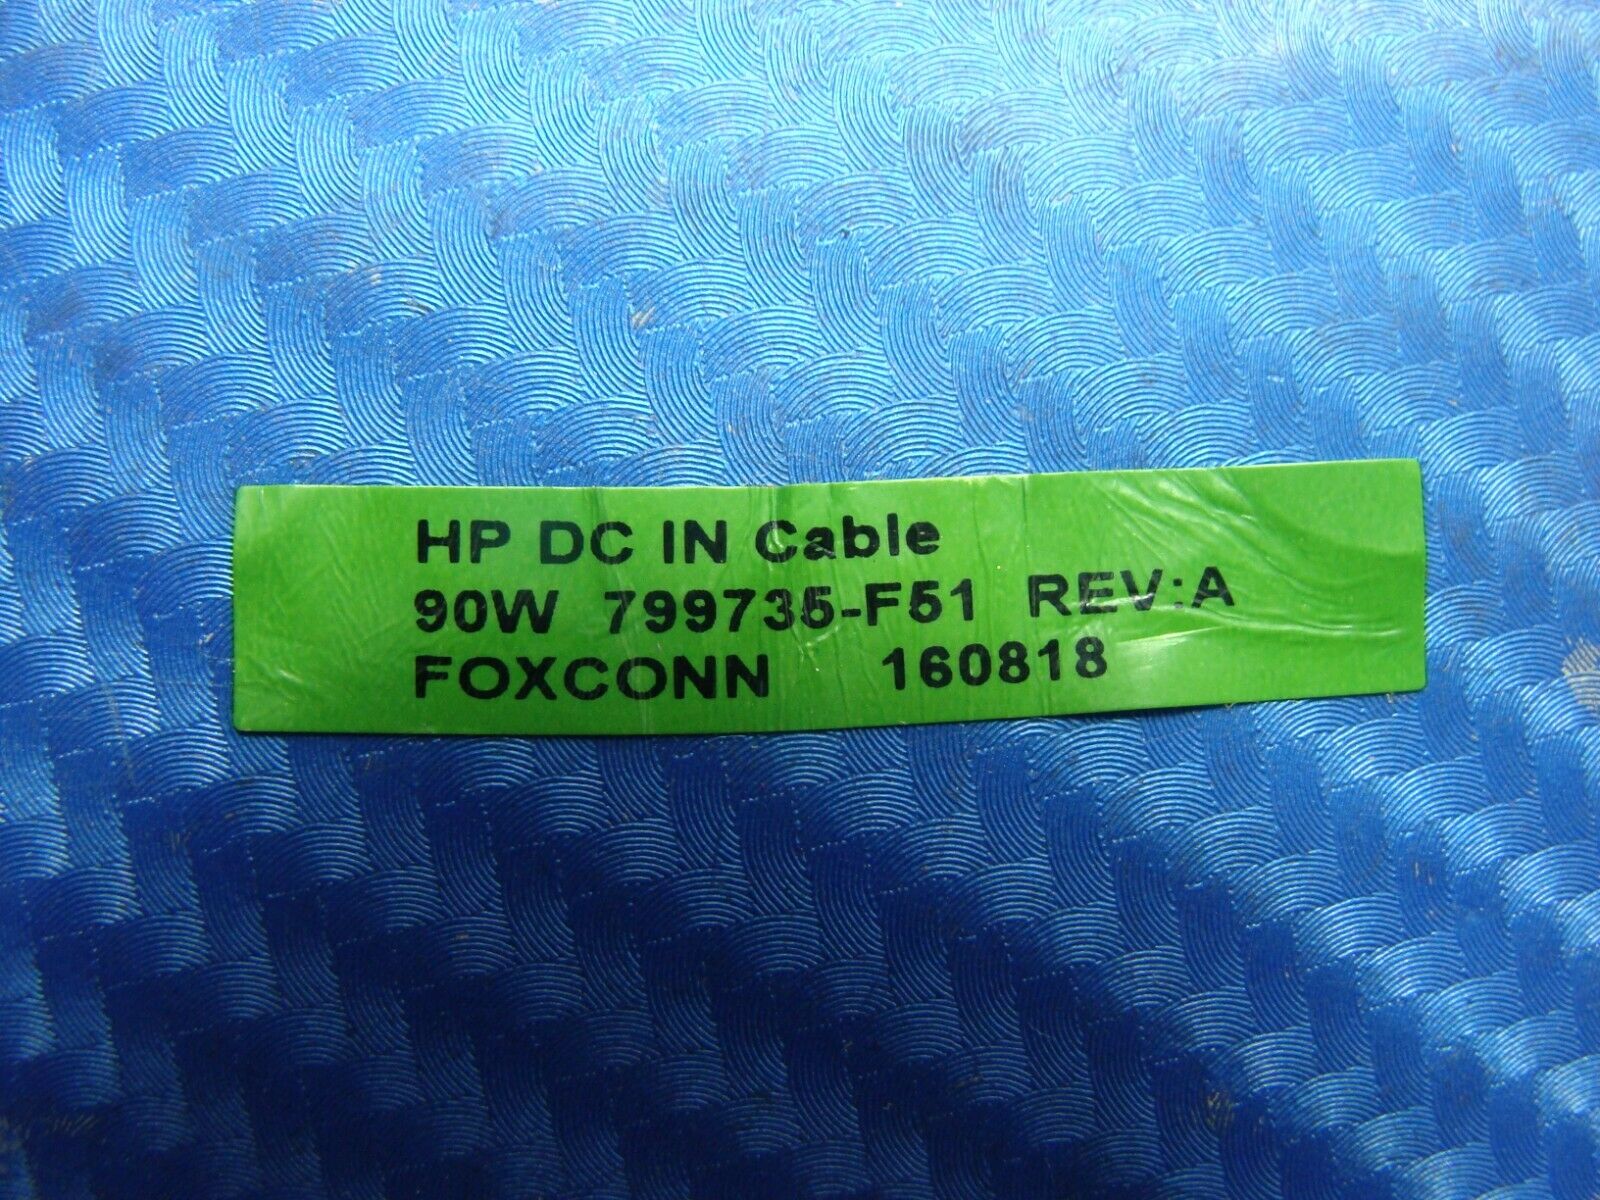 HP DC IN Cable
90W 799735-F51 REV:A
FOXCONN 160818